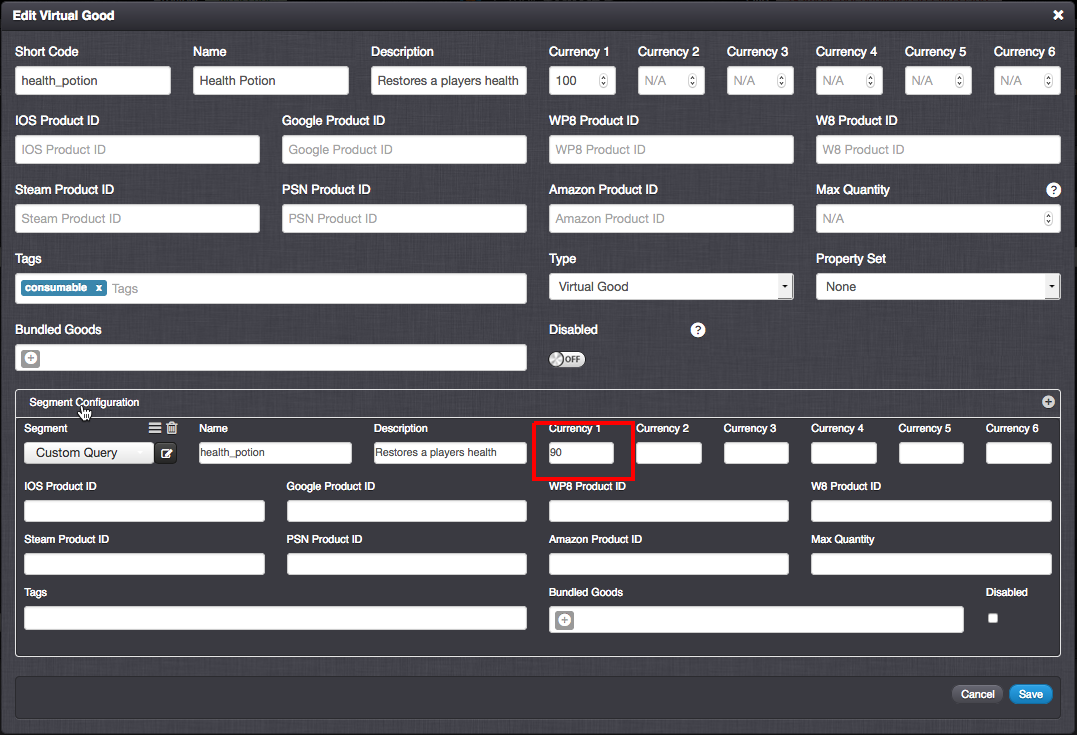 Edit Virtual Good
Short Code Name Description Currency 1 Currency 2 Currency 3 Currency 4 Currency 5 Currency 6
health_potion Health Potion Restores a players health 100 N/A N/A N/A N/A N/A
IOS Product ID Google Product ID WP8 Product ID W8 Product ID
IOS Product ID Google Product ID WP8 Product ID W8 Product ID
Steam Product ID PSN Product ID Amazon Product ID Max Quantity ?
Steam Product ID PSN Product ID Amazon Product ID N/A
Tags Type Property Set
consumable x Tags Virtual Good None
Bundled Goods Disabled ?
OFF
Segment Configuration
Segment Name Description Currency 1 Currency 2 Currency 3 Currency 4 Currency 5 Currency 6
Custom Query health_potion Restores a players health 90
IOS Product ID Google Product ID WP8 Product ID W8 Product ID
Steam Product ID PSN Product ID Amazon Product ID Max Quantity
Tags Bundled Goods Disabled
Cancel Save